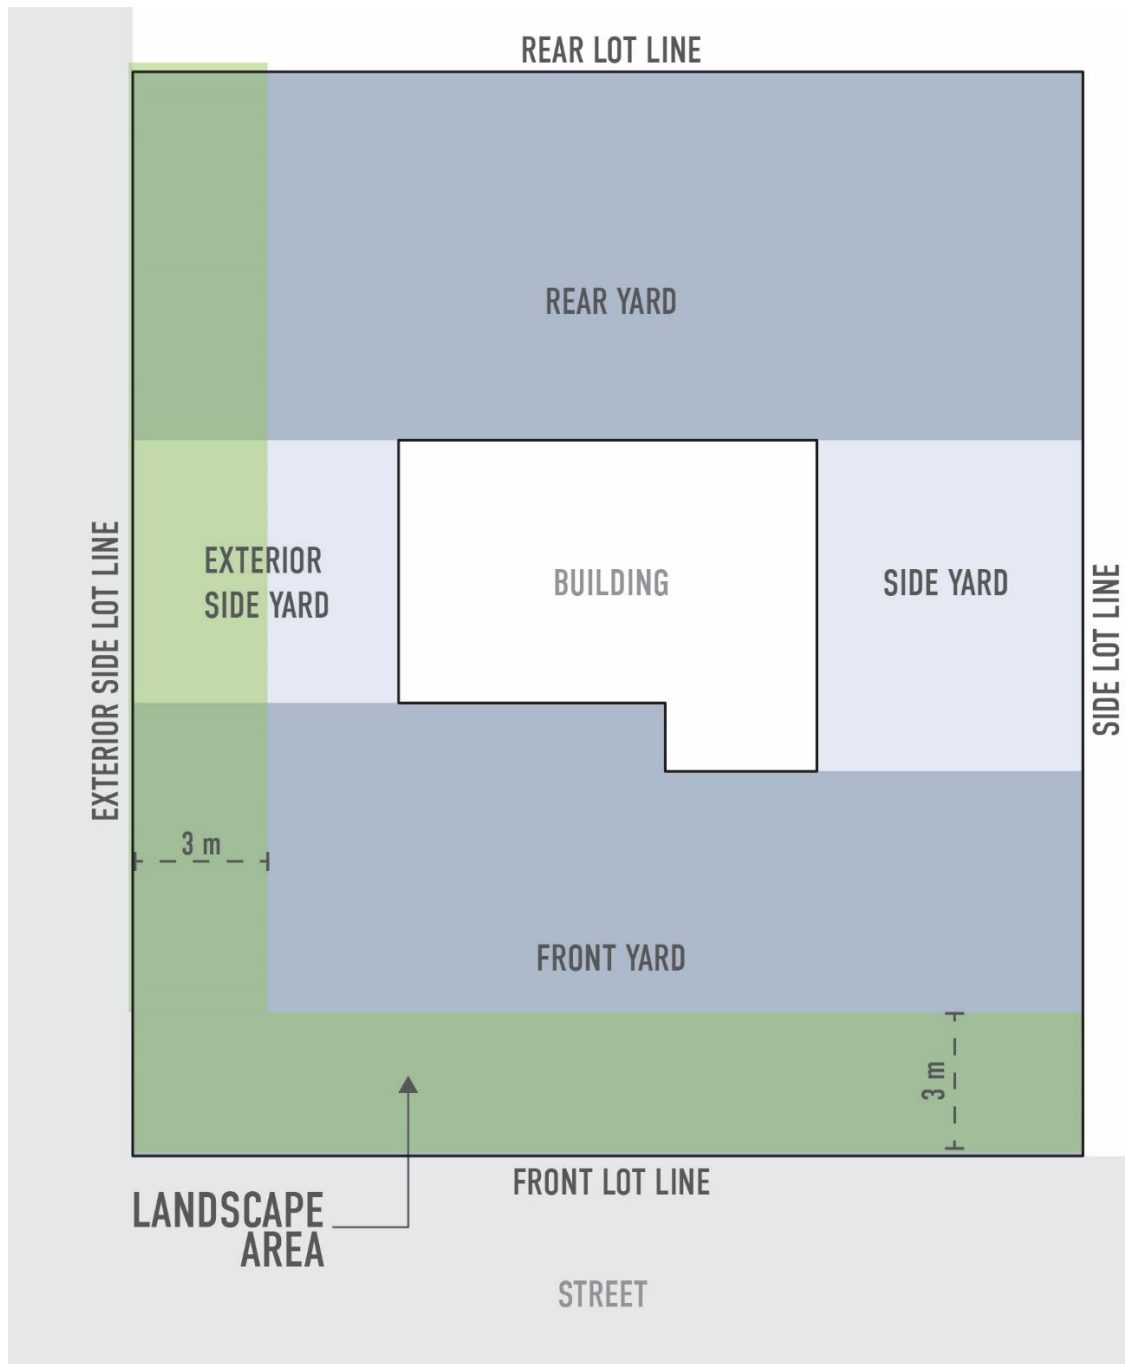 REAR LOT LINE
REAR YARD
EXTERIOR SIDE LOT LINE
EXTERIOR
SIDE YARD
BUILDING
SIDE YARD
SIDE LOT LINE
3 m
FRONT YARD
3 m
FRONT LOT LINE
LANDSCAPE
AREA
STREET